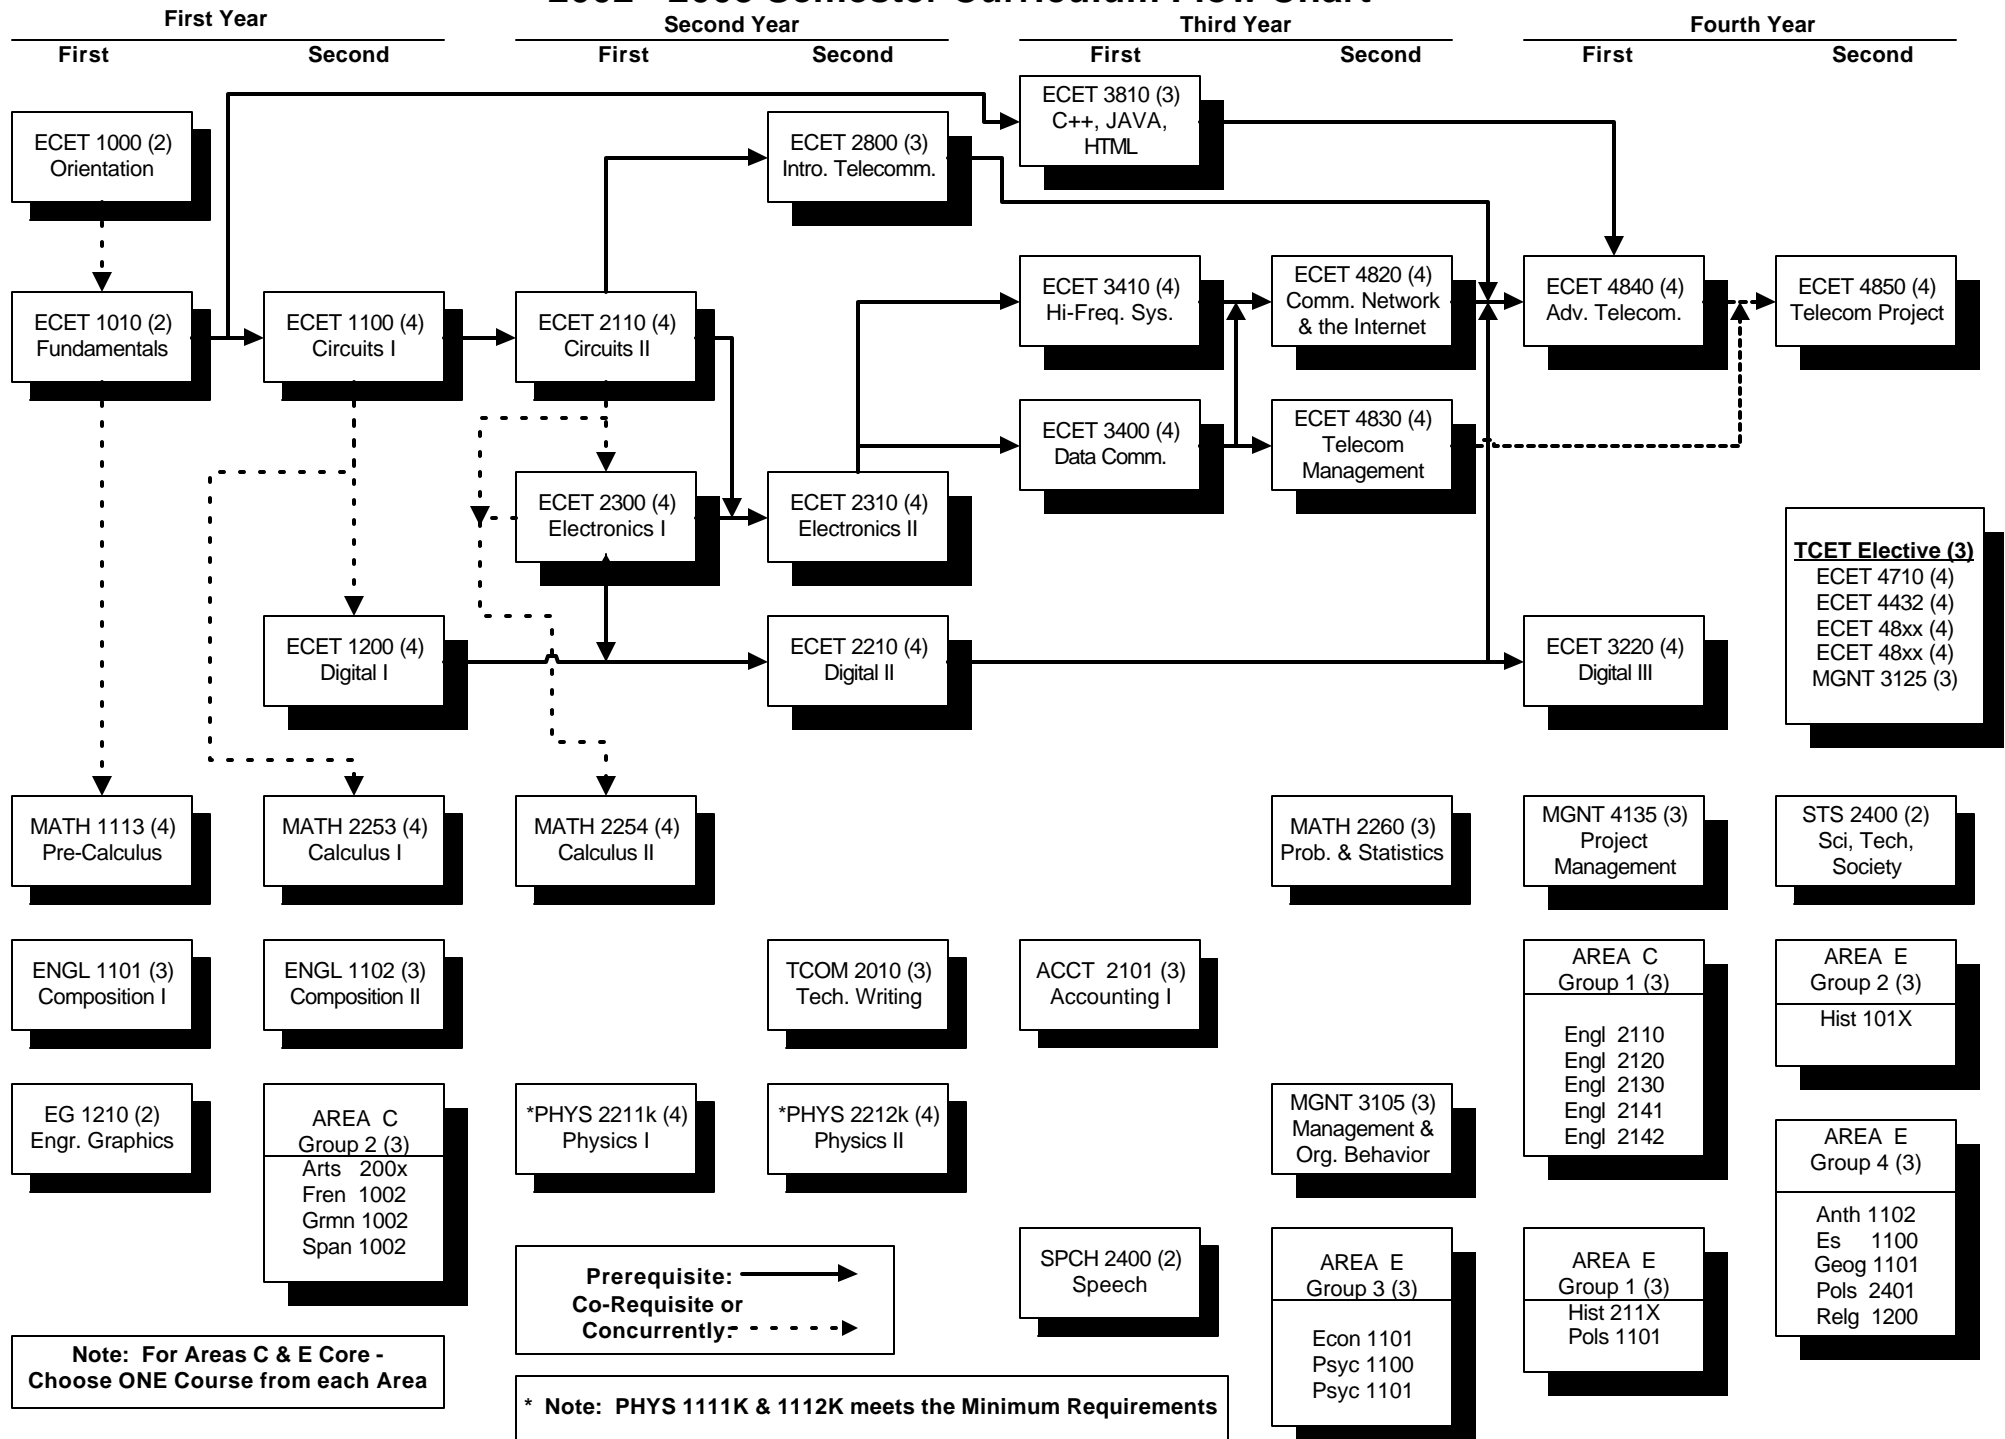 First Year
Second Year
Third Year
Fourth Year
First
Second
First
Second
First
Second
First
Second
ECET 1000 (2)
Orientation
ECET 2800 (3)
Intro. Telecomm.
ECET 3810 (3)
C++, JAVA,
HTML
ECET 1010 (2)
Fundamentals
ECET 1100 (4)
Circuits I
ECET 2110 (4)
Circuits II
ECET 3410 (4)
Hi-Freq. Sys.
ECET 4820 (4)
Comm. Network
& the Internet
ECET 4840 (4)
Adv. Telecom.
ECET 4850 (4)
Telecom Project
ECET 3400 (4)
Data Comm.
ECET 4830 (4)
Telecom
Management
ECET 2300 (4)
Electronics I
ECET 2310 (4)
Electronics II
TCET Elective (3)
ECET 4710 (4)
ECET 4432 (4)
ECET 48xx (4)
ECET 48xx (4)
MGNT 3125 (3)
ECET 1200 (4)
Digital I
ECET 2210 (4)
Digital II
ECET 3220 (4)
Digital III
MATH 1113 (4)
Pre-Calculus
MATH 2253 (4)
Calculus I
MATH 2254 (4)
Calculus II
MATH 2260 (3)
Prob. & Statistics
MGNT 4135 (3)
Project
Management
STS 2400 (2)
Sci, Tech,
Society
ENGL 1101 (3)
Composition I
ENGL 1102 (3)
Composition II
TCOM 2010 (3)
Tech. Writing
ACCT 2101 (3)
Accounting I
AREA C
Group 1 (3)
Engl 2110
Engl 2120
Engl 2130
Engl 2141
Engl 2142
AREA E
Group 2 (3)
Hist 101X
EG 1210 (2)
Engr. Graphics
AREA C
Group 2 (3)
Arts 200x
Fren 1002
Grmn 1002
Span 1002
*PHYS 2211k (4)
Physics I
*PHYS 2212k (4)
Physics II
MGNT 3105 (3)
Management &
Org. Behavior
AREA E
Group 4 (3)
Anth 1102
Es 1100
Geog 1101
Pols 2401
Relg 1200
Prerequisite:
Co-Requisite or
Concurrently:
SPCH 2400 (2)
Speech
AREA E
Group 3 (3)
Econ 1101
Psyc 1100
Psyc 1101
AREA E
Group 1 (3)
Hist 211X
Pols 1101
Note: For Areas C & E Core -
Choose ONE Course from each Area
* Note: PHYS 1111K & 1112K meets the Minimum Requirements